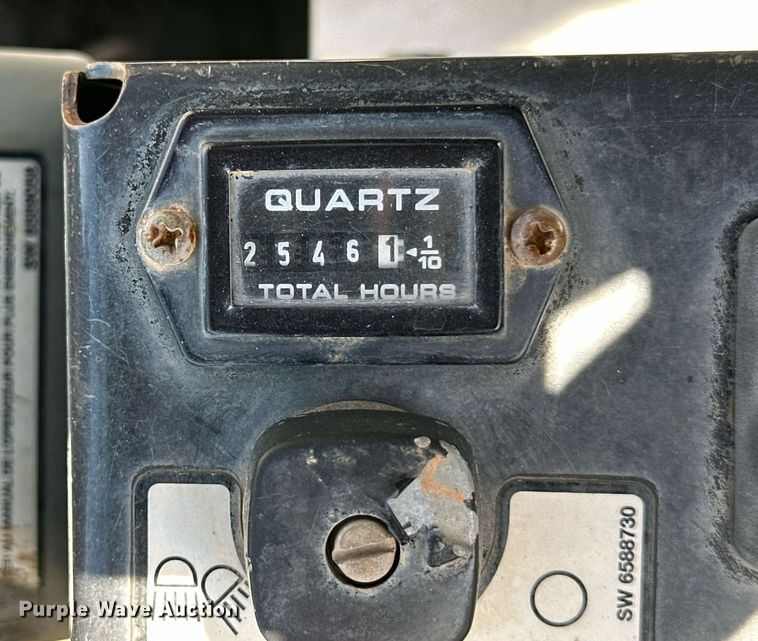 QUARTZ
2 5 4 6 1 ◄ 1/10
TOTAL HOURS
SW 6588730
Purple Wave Auction